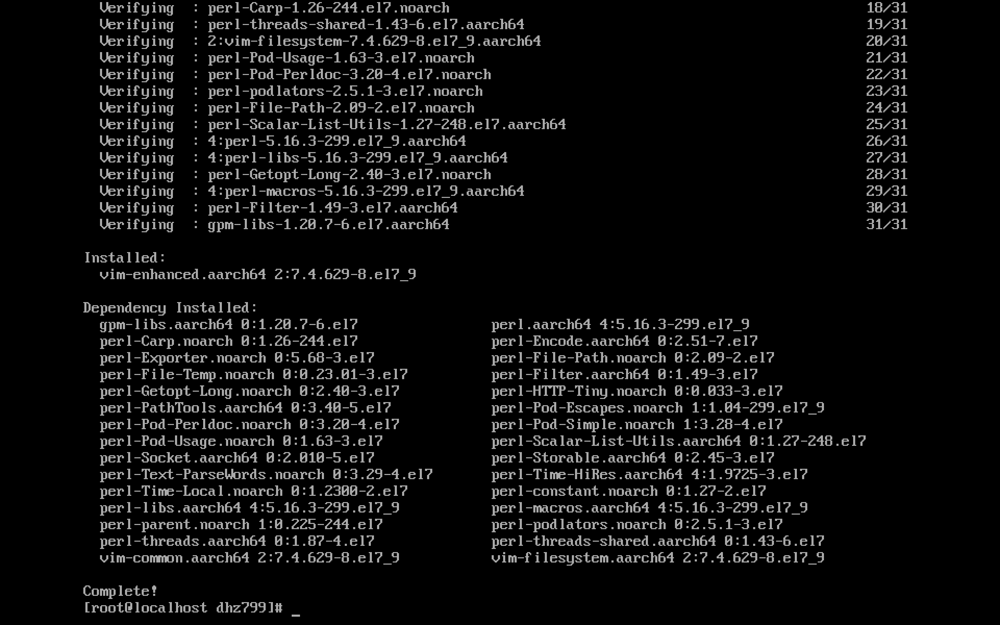 Verifying  : perl-Carp-1.26-244.el7.noarch 18/31
Verifying  : perl-threads-shared-1.43-6.el7.aarch64 19/31
Verifying  : 2:vim-filesystem-7.4.629-8.el7_9.aarch64 20/31
Verifying  : perl-Pod-Usage-1.63-3.el7.noarch 21/31
Verifying  : perl-Pod-Perldoc-3.20-4.el7.noarch 22/31
Verifying  : perl-podlators-2.5.1-3.el7.noarch 23/31
Verifying  : perl-File-Path-2.09-2.el7.noarch 24/31
Verifying  : perl-Scalar-List-Utils-1.27-248.el7.aarch64 25/31
Verifying  : 4:perl-5.16.3-299.el7_9.aarch64 26/31
Verifying  : 4:perl-libs-5.16.3-299.el7_9.aarch64 27/31
Verifying  : perl-Getopt-Long-2.40-3.el7.noarch 28/31
Verifying  : 4:perl-macros-5.16.3-299.el7_9.aarch64 29/31
Verifying  : perl-Filter-1.49-3.el7.aarch64 30/31
Verifying  : gpm-libs-1.20.7-6.el7.aarch64 31/31
Installed:
vim-enhanced.aarch64 2:7.4.629-8.el7_9
Dependency Installed:
gpm-libs.aarch64 0:1.20.7-6.el7 perl.aarch64 4:5.16.3-299.el7_9
perl-Carp.noarch 0:1.26-244.el7 perl-Encode.aarch64 0:2.51-7.el7
perl-Exporter.noarch 0:5.68-3.el7 perl-File-Path.noarch 0:2.09-2.el7
perl-File-Temp.noarch 0:0.23.01-3.el7 perl-Filter.aarch64 0:1.49-3.el7
perl-Getopt-Long.noarch 0:2.40-3.el7 perl-HTTP-Tiny.noarch 0:0.033-3.el7
perl-PathTools.aarch64 0:3.40-5.el7 perl-Pod-Escapes.noarch 1:1.04-299.el7_9
perl-Pod-Perldoc.noarch 0:3.20-4.el7 perl-Pod-Simple.noarch 1:3.28-4.el7
perl-Pod-Usage.noarch 0:1.63-3.el7 perl-Scalar-List-Utils.aarch64 0:1.27-248.el7
perl-Socket.aarch64 0:2.010-5.el7 perl-Storable.aarch64 0:2.45-3.el7
perl-Text-ParseWords.noarch 0:3.29-4.el7 perl-Time-HiRes.aarch64 4:1.9725-3.el7
perl-Time-Local.noarch 0:1.2300-2.el7 perl-constant.noarch 0:1.27-2.el7
perl-libs.aarch64 4:5.16.3-299.el7_9 perl-macros.aarch64 4:5.16.3-299.el7_9
perl-parent.noarch 1:0.225-244.el7 perl-podlators.noarch 0:2.5.1-3.el7
perl-threads.aarch64 0:1.87-4.el7 perl-threads-shared.aarch64 0:1.43-6.el7
vim-common.aarch64 2:7.4.629-8.el7_9 vim-filesystem.aarch64 2:7.4.629-8.el7_9
Complete!
[root@localhost dhz799]# _